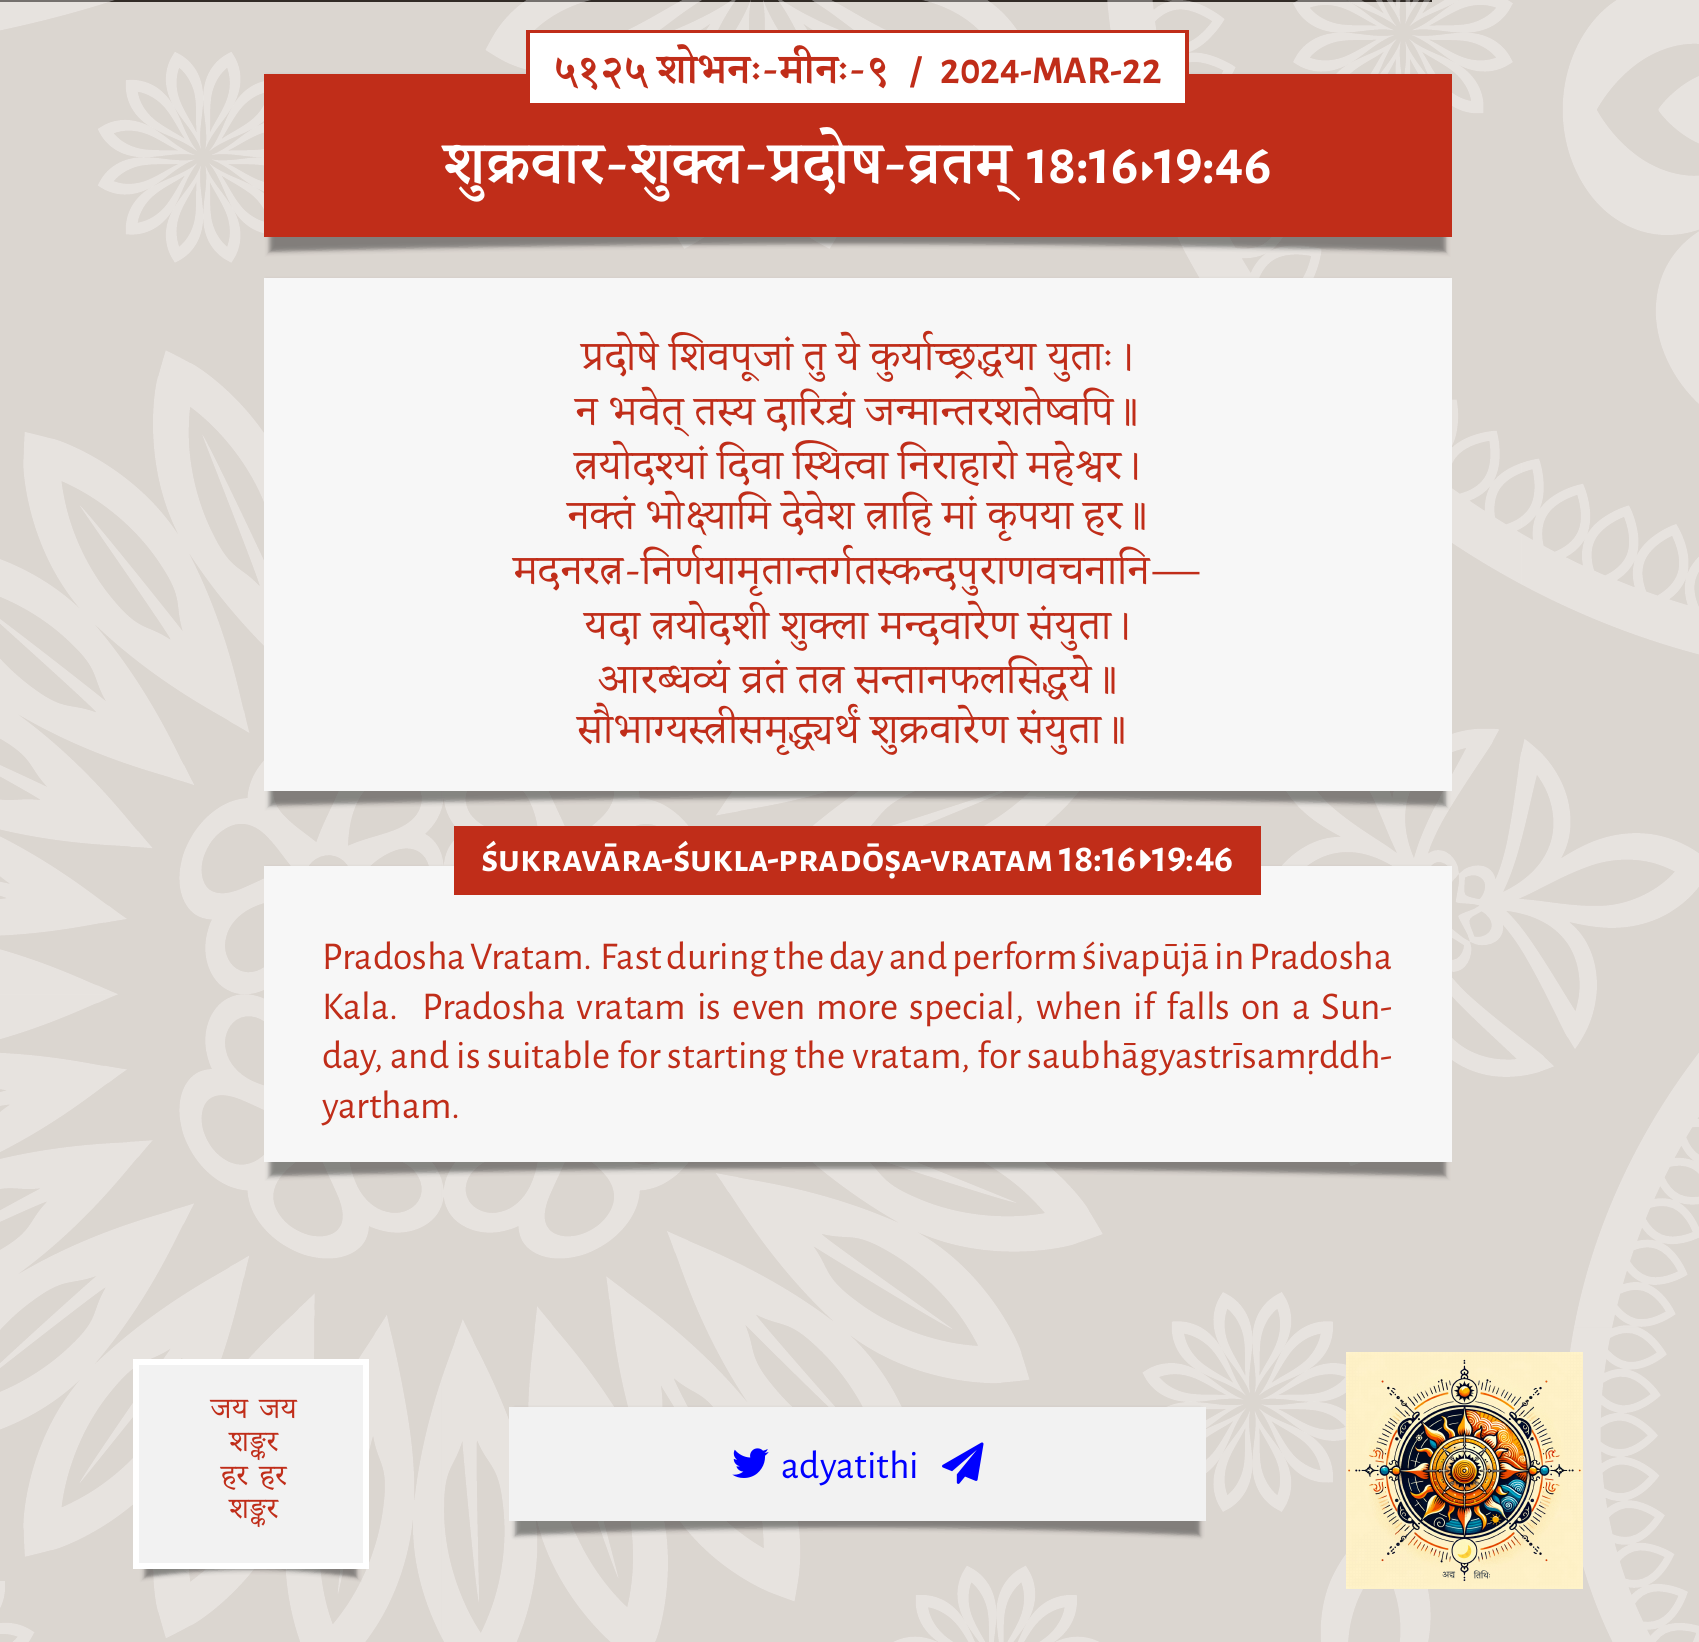 ५१२५ शोभनः-मीनः-९ / 2024-MAR-22
शुक्रवार-शुक्ल-प्रदोष-व्रतम् 18:16▸19:46
प्रदोषे शिवपूजां तु ये कुर्याच्छ्रद्धया युताः।
न भवेत् तस्य दारिद्र्यं जन्मान्तरशतेष्वपि॥
त्रयोदश्यां दिवा स्थित्वा निराहारो महेश्वर।
नक्तं भोक्ष्यामि देवेश त्राहि मां कृपया हर॥
मदनरत्न-निर्णयामृतान्तर्गतस्कन्दपुराणवचनानि—
यदा त्रयोदशी शुक्ला मन्दवारेण संयुता।
आरब्धव्यं व्रतं तत्र सन्तानफलसिद्धये॥
सौभाग्यस्त्रीसमृद्ध्यर्थं शुक्रवारेण संयुता॥
ŚUKRAVĀRA-ŚUKLA-PRADŌṢA-VRATAM 18:16▸19:46
Pradosha Vratam. Fast during the day and perform śivapūjā in Pradosha
Kala. Pradosha vratam is even more special, when if falls on a Sun-
day, and is suitable for starting the vratam, for saubhāgyastrīsamṛddh-
yartham.
जय जय
शङ्कर
हर हर
शङ्कर
adyatithi
अद्य तिथिः